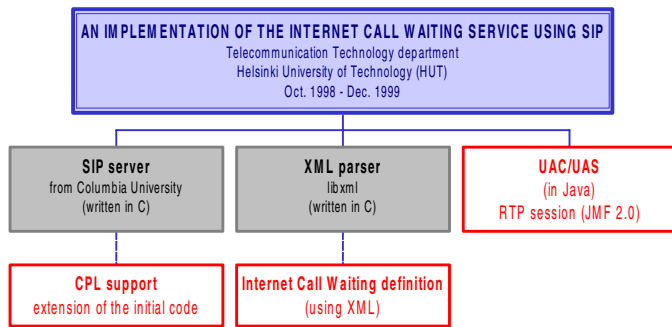 AN IMPLEMENTATION OF THE INTERNET CALL WAITING SERVICE USING SIP
Telecommunication Technology department
Helsinki University of Technology (HUT)
Oct. 1998 - Dec. 1999
SIP server
from Columbia University
(written in C)
XML parser
libxml
(written in C)
UAC/UAS
(in Java)
RTP session (JMF 2.0)
CPL support
extension of the initial code
Internet Call Waiting definition
(using XML)